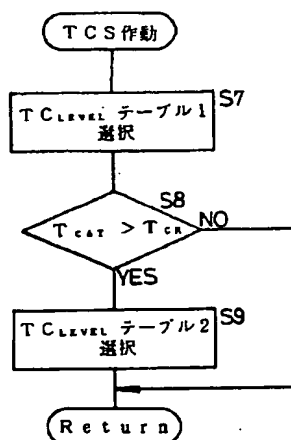 TCS作動
TCLEVEL テーブル1
選択
S7
S8
TCAT > TCR
NO
YES
TCLEVEL テーブル2
選択
S9
Return